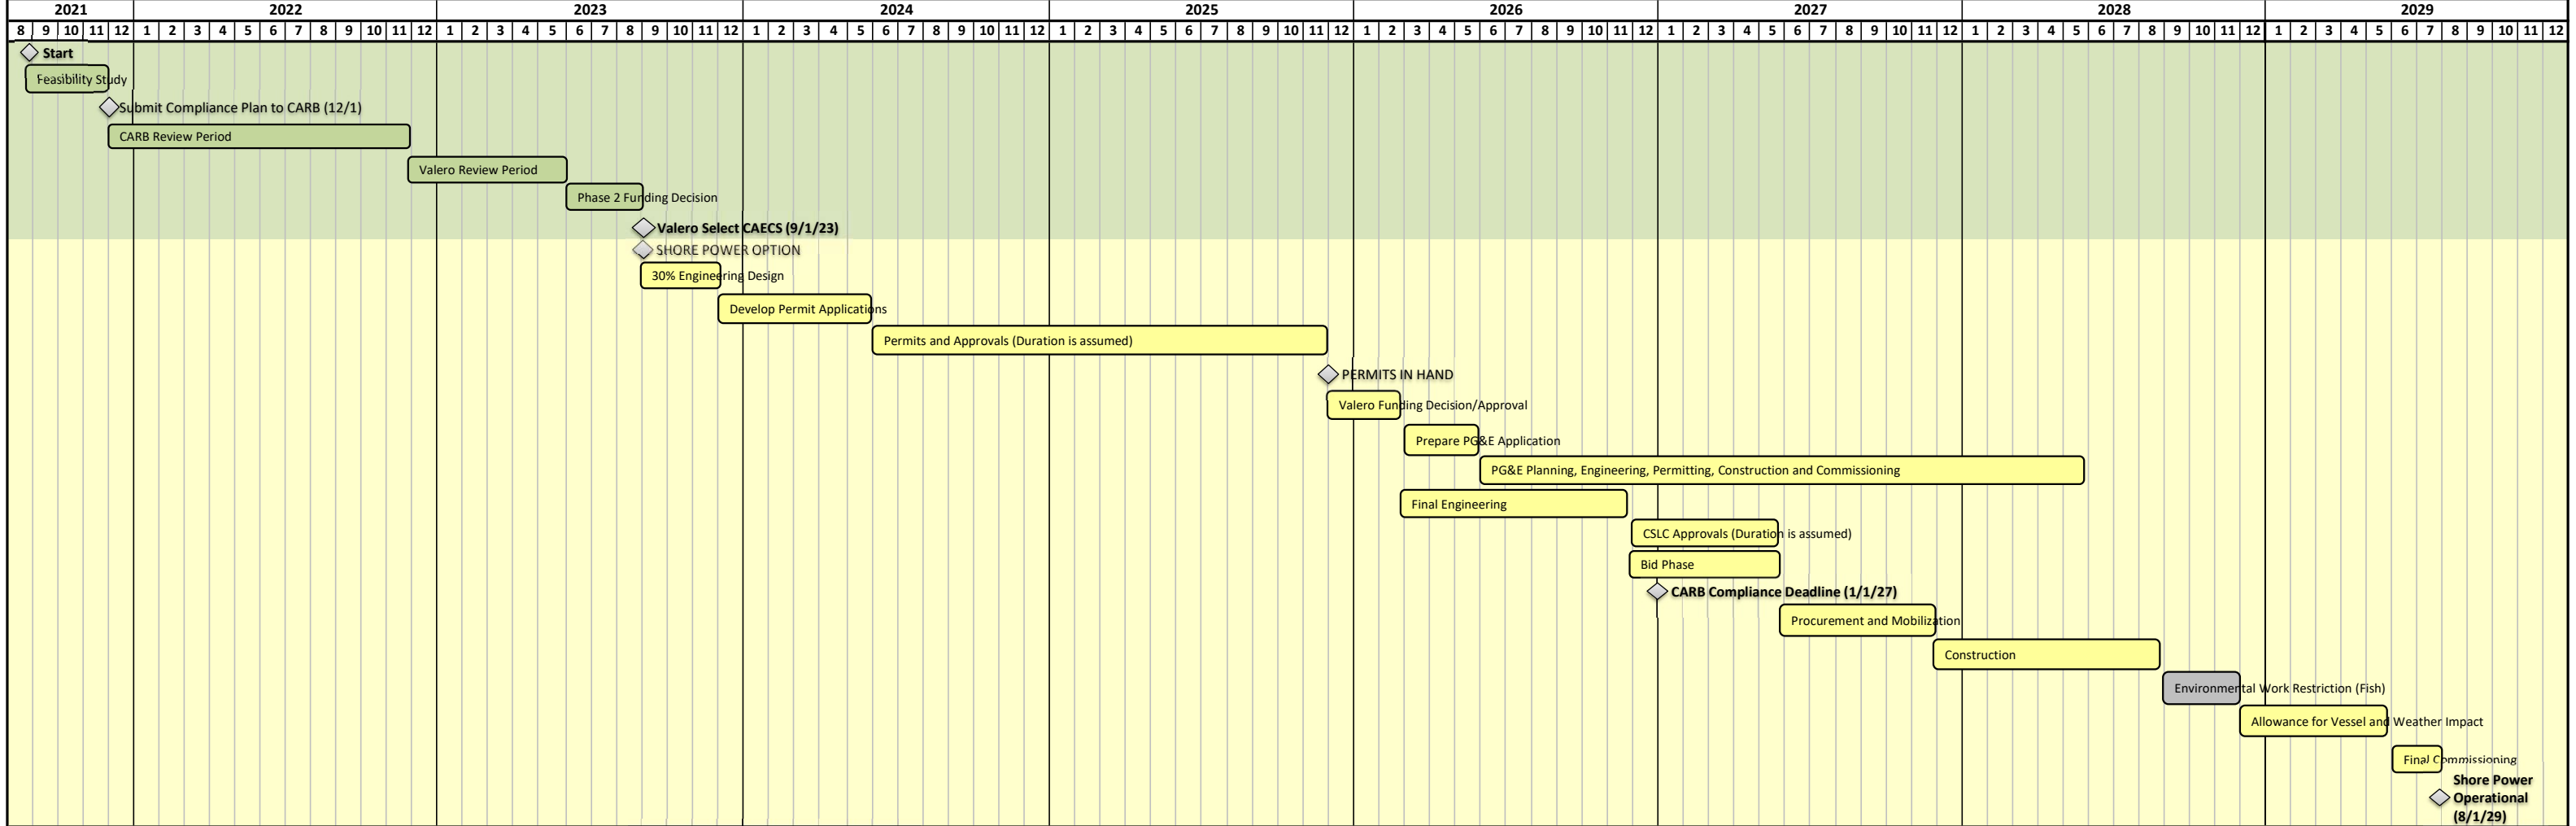 2021 2022 2023 2024 2025 2026 2027 2028 2029
8 9 10 11 12 1 2 3 4 5 6 7 8 9 10 11 12 1 2 3 4 5 6 7 8 9 10 11 12 1 2 3 4 5 6 7 8 9 10 11 12 1 2 3 4 5 6 7 8 9 10 11 12 1 2 3 4 5 6 7 8 9 10 11 12 1 2 3 4 5 6 7 8 9 10 11 12 1 2 3 4 5 6 7 8 9 10 11 12 1 2 3 4 5 6 7 8 9 10 11 12
Start
Feasibility Study
Submit Compliance Plan to CARB (12/1)
CARB Review Period
Valero Review Period
Phase 2 Funding Decision
Valero Select CAECS (9/1/23)
SHORE POWER OPTION
30% Engineering Design
Develop Permit Applications
Permits and Approvals (Duration is assumed)
PERMITS IN HAND
Valero Funding Decision/Approval
Prepare PG&E Application
PG&E Planning, Engineering, Permitting, Construction and Commissioning
Final Engineering
CSLC Approvals (Duration is assumed)
Bid Phase
CARB Compliance Deadline (1/1/27)
Procurement and Mobilization
Construction
Environmental Work Restriction (Fish)
Allowance for Vessel and Weather Impact
Final Commissioning
Shore Power
Operational
(8/1/29)